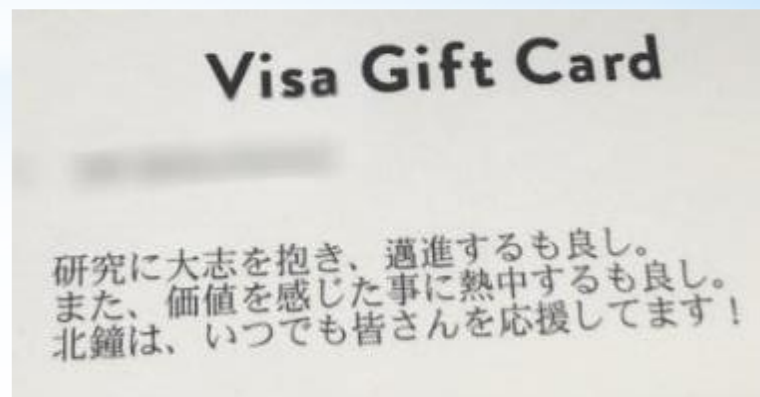 Visa Gift Card
研究に大志を抱き、邁進するも良し。
また、価値を感じた事に熱中するも良し。
北鐘は、いつでも皆さんを応援してます！